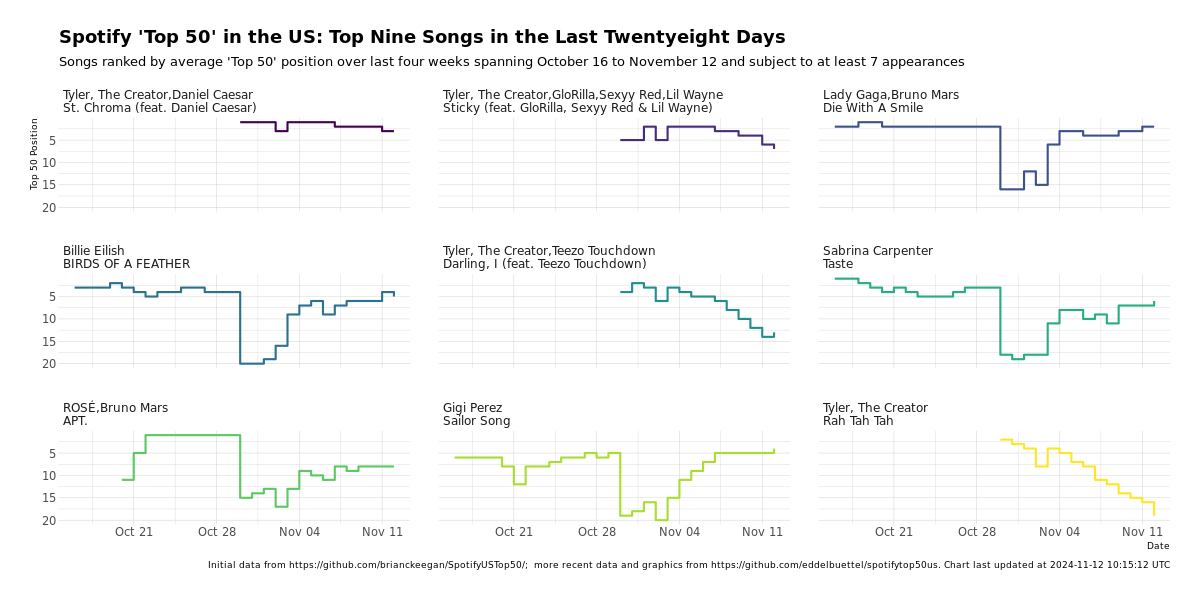 Spotify 'Top 50' in the US: Top Nine Songs in the Last Twentyeight Days
Songs ranked by average 'Top 50' position over last four weeks spanning October 16 to November 12 and subject to at least 7 appearances
Tyler, The Creator,Daniel Caesar
St. Chroma (feat. Daniel Caesar)
Tyler, The Creator,GloRilla,Sexyy Red,Lil Wayne
Sticky (feat. GloRilla, Sexyy Red & Lil Wayne)
Lady Gaga,Bruno Mars
Die With A Smile
Top 50 Position
5
10
15
20
Billie Eilish
BIRDS OF A FEATHER
Tyler, The Creator,Teezo Touchdown
Darling, I (feat. Teezo Touchdown)
Sabrina Carpenter
Taste
5
10
15
20
ROSÉ,Bruno Mars
APT.
Gigi Perez
Sailor Song
Tyler, The Creator
Rah Tah Tah
5
10
15
20
Oct 21 Oct 28 Nov 04 Nov 11
Oct 21 Oct 28 Nov 04 Nov 11
Oct 21 Oct 28 Nov 04 Nov 11
Date
Initial data from https://github.com/brianckeegan/SpotifyUSTop50/; more recent data and graphics from https://github.com/eddelbuettel/spotifytop50us. Chart last updated at 2024-11-12 10:15:12 UTC